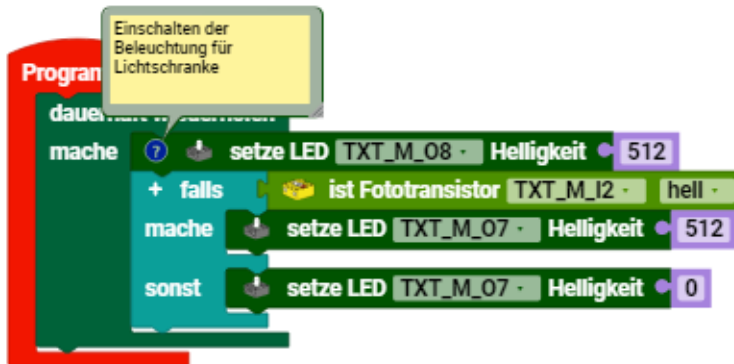 Einschalten der
Beleuchtung für
Lichtschranke
mache ? setze LED TXT_M_O8 Helligkeit 512
+ falls ist Fototransistor TXT_M_I2 hell
mache setze LED TXT_M_O7 Helligkeit 512
sonst setze LED TXT_M_O7 Helligkeit 0